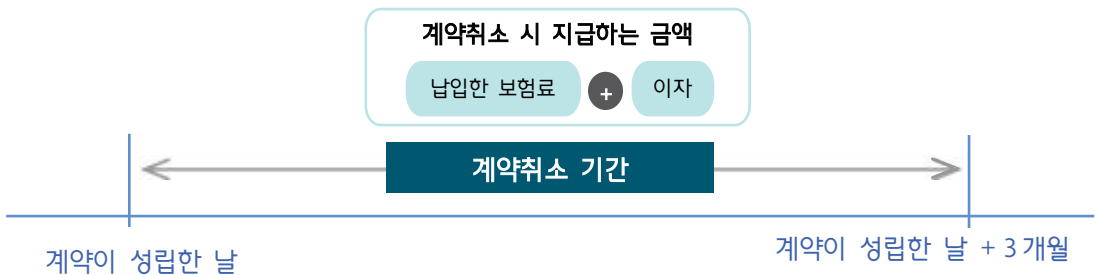 계약취소 시 지급하는 금액
납입한 보험료 + 이자
계약취소 기간
계약이 성립한 날
계약이 성립한 날 + 3개월